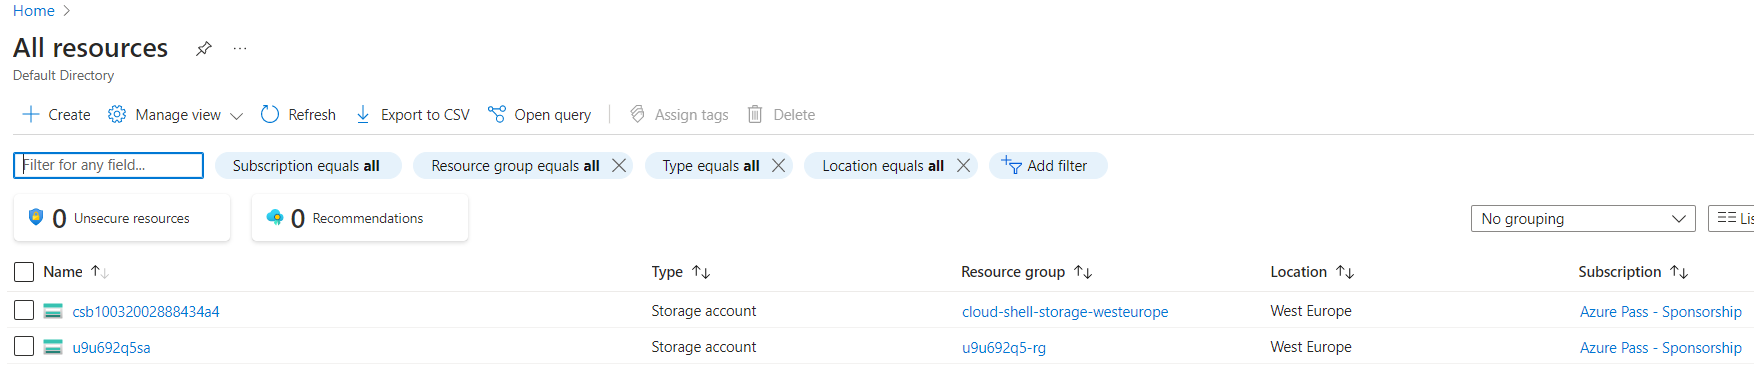 Home >
All resources ...
Default Directory
Create Manage view Refresh Export to CSV Open query Assign tags Delete
Filter for any field... Subscription equals all Resource group equals all Type equals all Location equals all Add filter
0 Unsecure resources 0 Recommendations No grouping Lis
Name Type Resource group Location Subscription
csb10032002888434a4 Storage account cloud-shell-storage-westeurope West Europe Azure Pass - Sponsorship
u9u692q5sa Storage account u9u692q5-rg West Europe Azure Pass - Sponsorship